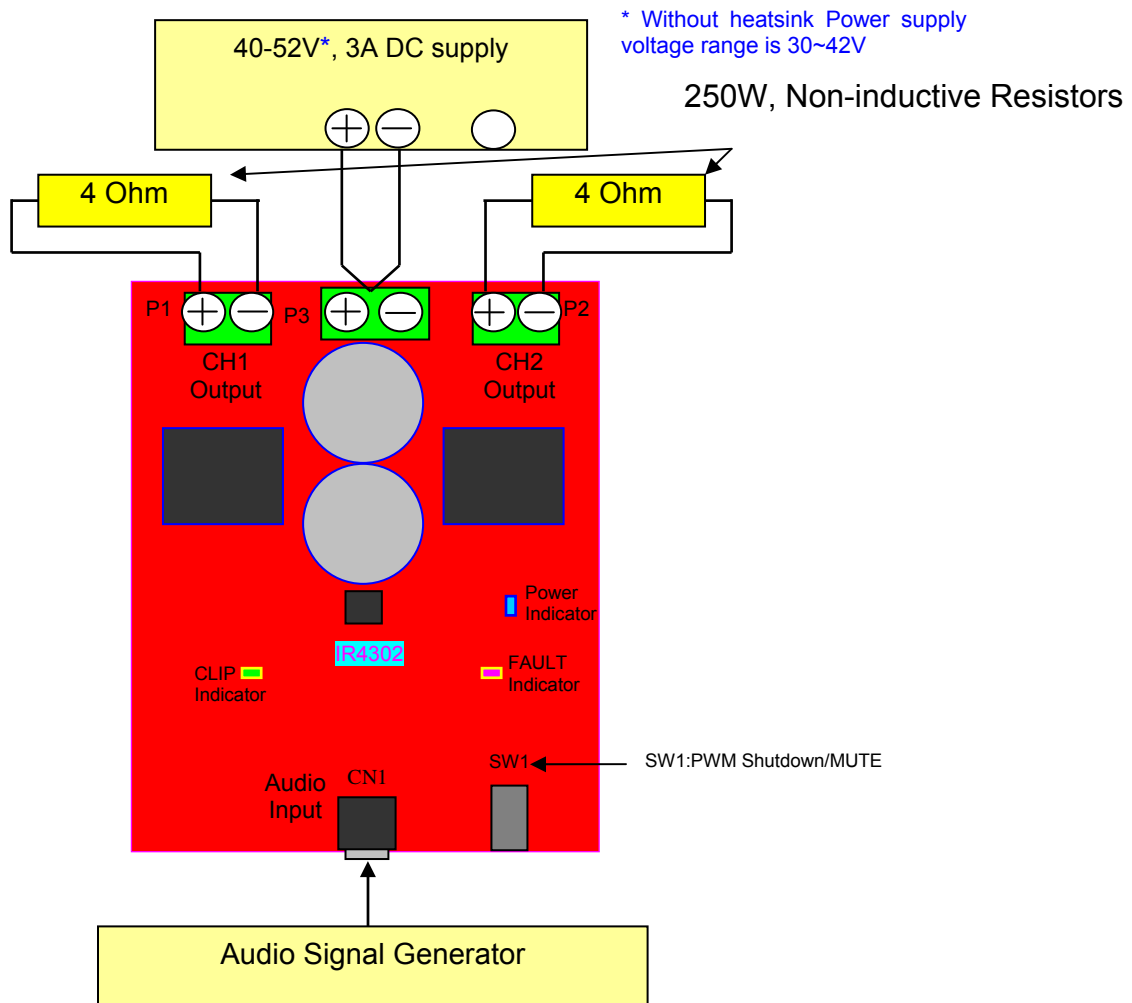 * Without heatsink Power supply
voltage range is 30~42V
40-52V*, 3A DC supply
250W, Non-inductive Resistors
4 Ohm
4 Ohm
P1
P3
P2
CH1
Output
CH2
Output
Power
Indicator
IR4302
CLIP
Indicator
FAULT
Indicator
SW1
SW1:PWM Shutdown/MUTE
Audio
Input
CN1
Audio Signal Generator